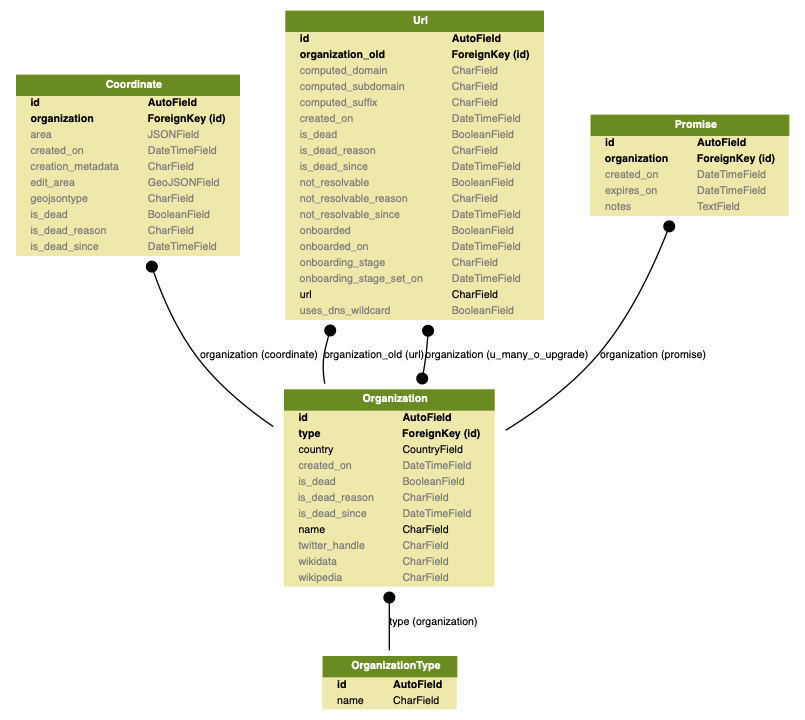 Url
id AutoField
organization_old ForeignKey (id)
computed_domain CharField
computed_subdomain CharField
computed_suffix CharField
created_on DateTimeField
is_dead BooleanField
is_dead_reason CharField
is_dead_since DateTimeField
not_resolvable BooleanField
not_resolvable_reason CharField
not_resolvable_since DateTimeField
onboarded BooleanField
onboarded_on DateTimeField
onboarding_stage CharField
onboarding_stage_set_on DateTimeField
url CharField
uses_dns_wildcard BooleanField
Coordinate
id AutoField
organization ForeignKey (id)
area JSONField
created_on DateTimeField
creation_metadata CharField
edit_area GeoJSONField
geojsontype CharField
is_dead BooleanField
is_dead_reason CharField
is_dead_since DateTimeField
Promise
id AutoField
organization ForeignKey (id)
created_on DateTimeField
expires_on DateTimeField
notes TextField
organization (coordinate)
organization_old (url)
organization (u_many_o_upgrade)
organization (promise)
Organization
id AutoField
type ForeignKey (id)
country CountryField
created_on DateTimeField
is_dead BooleanField
is_dead_reason CharField
is_dead_since DateTimeField
name CharField
twitter_handle CharField
wikidata CharField
wikipedia CharField
type (organization)
OrganizationType
id AutoField
name CharField